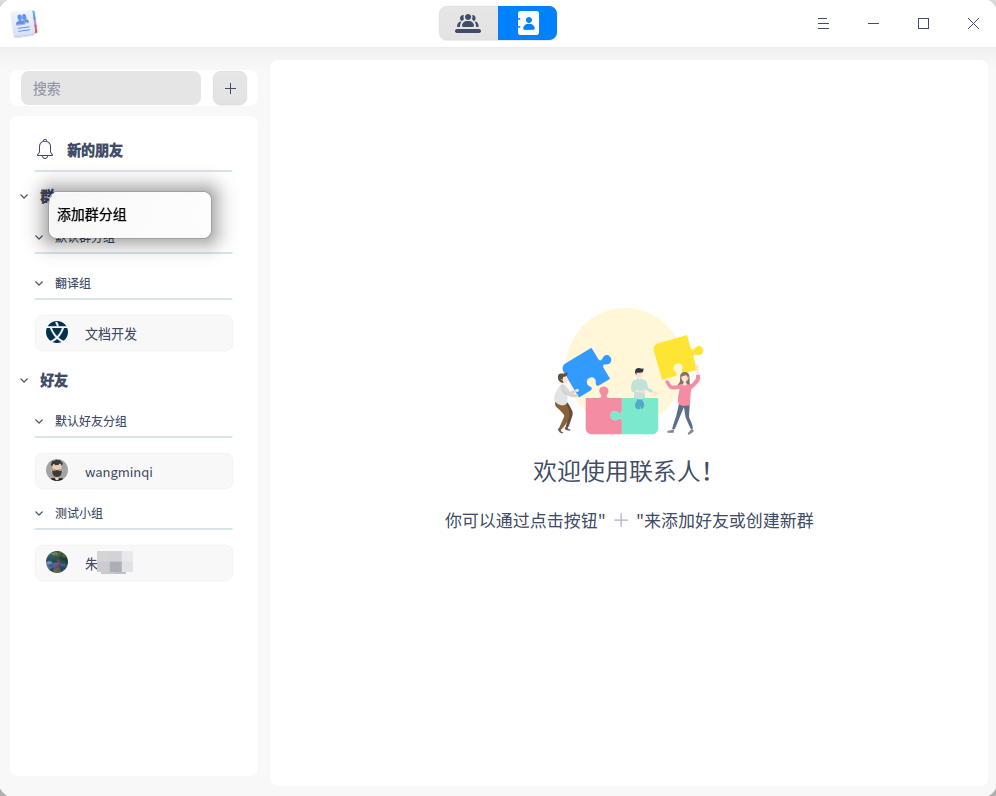 搜索
新的朋友
群
添加群分组
默认群分组
翻译组
文档开发
好友
默认好友分组
wangminqi
测试小组
朱
欢迎使用联系人！
你可以通过点击按钮" + "来添加好友或创建新群